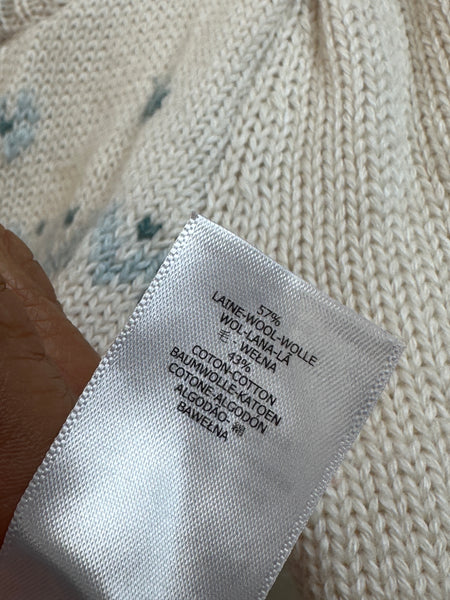 57%
LAINE-WOOL-WOLLE
WOL-LANA-LÃ
毛 - WEŁNA
43%
COTON-COTTON
BAUMWOLLE-KATOEN
COTONE-ALGODÓN
ALGODÃO-棉
BAWEŁNA